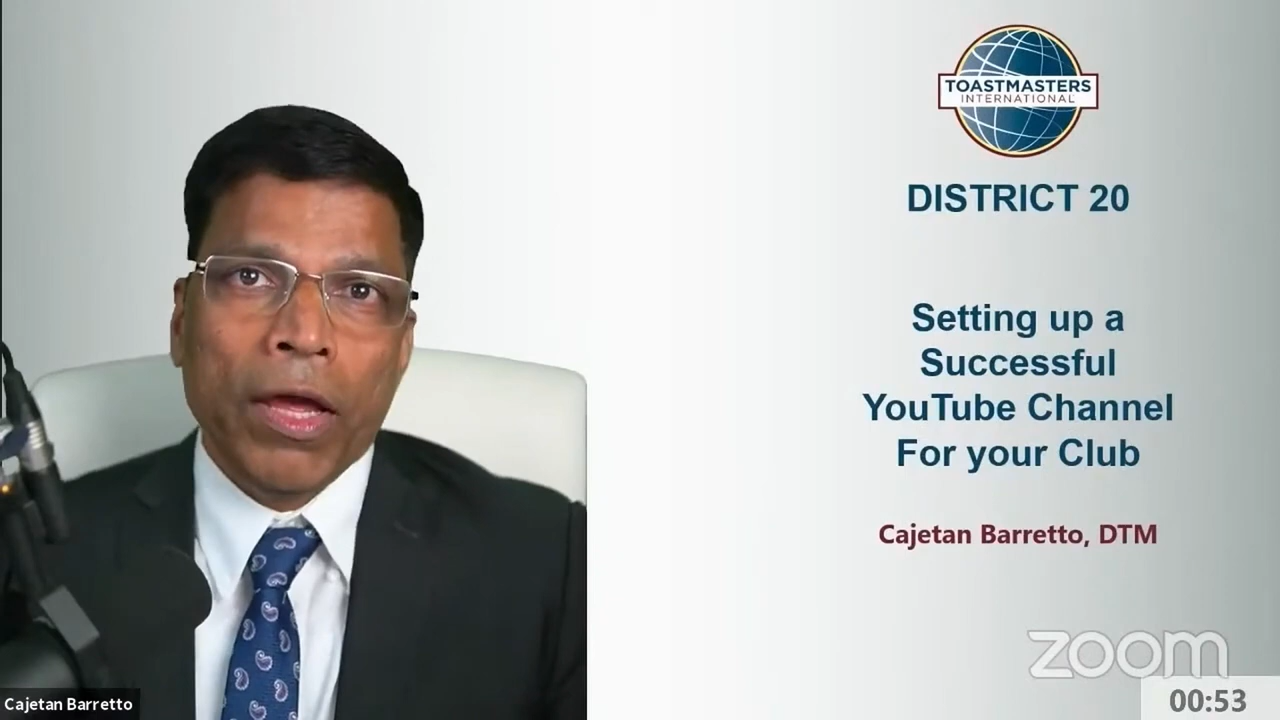 TOASTMASTERS
INTERNATIONAL
DISTRICT 20
Setting up a
Successful
YouTube Channel
For your Club
Cajetan Barretto, DTM
zoom
00:53
Cajetan Barretto